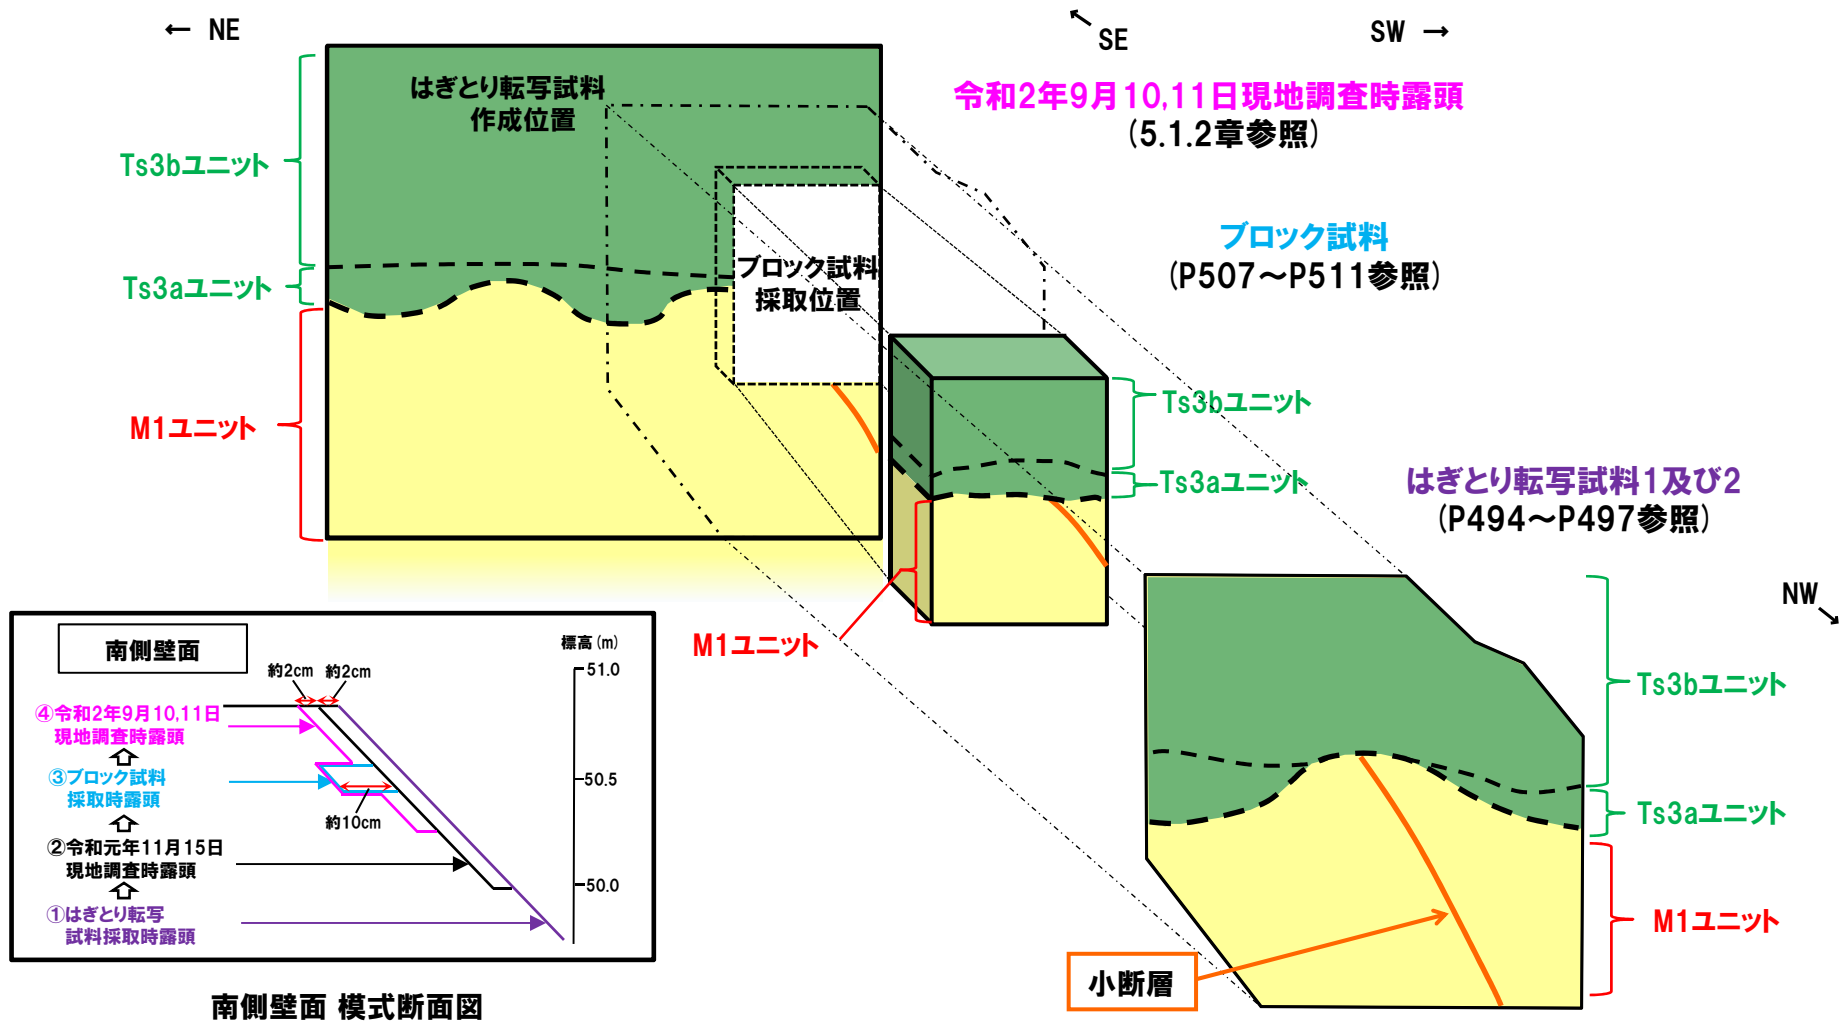 ← NE
SE
SW →
はぎとり転写試料
作成位置
令和2年9月10,11日現地調査時露頭
(5.1.2章参照)
Ts3bユニット
ブロック試料
(P507～P511参照)
Ts3aユニット
ブロック試料
採取位置
M1ユニット
Ts3bユニット
Ts3aユニット
M1ユニット
はぎとり転写試料1及び2
(P494～P497参照)
NW
Ts3bユニット
Ts3aユニット
M1ユニット
小断層
南側壁面
標高(m)
約2cm 約2cm
51.0
④令和2年9月10,11日
現地調査時露頭
③ブロック試料
採取時露頭
50.5
約10cm
②令和元年11月15日
現地調査時露頭
50.0
①はぎとり転写
試料採取時露頭
南側壁面 模式断面図